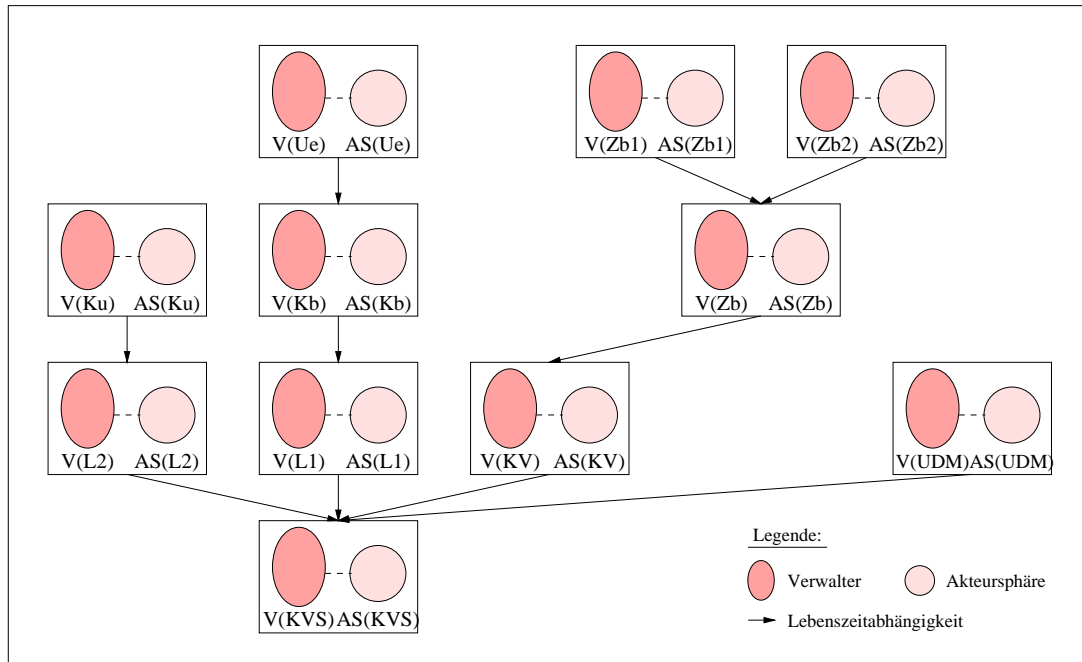 V(Ue) AS(Ue)
V(Zb1) AS(Zb1)
V(Zb2) AS(Zb2)
V(Ku) AS(Ku)
V(Kb) AS(Kb)
V(Zb) AS(Zb)
V(L2) AS(L2)
V(L1) AS(L1)
V(KV) AS(KV)
V(UDM) AS(UDM)
V(KVS) AS(KVS)
Legende:
Verwalter
Akteursphäre
Lebenszeitabhängigkeit